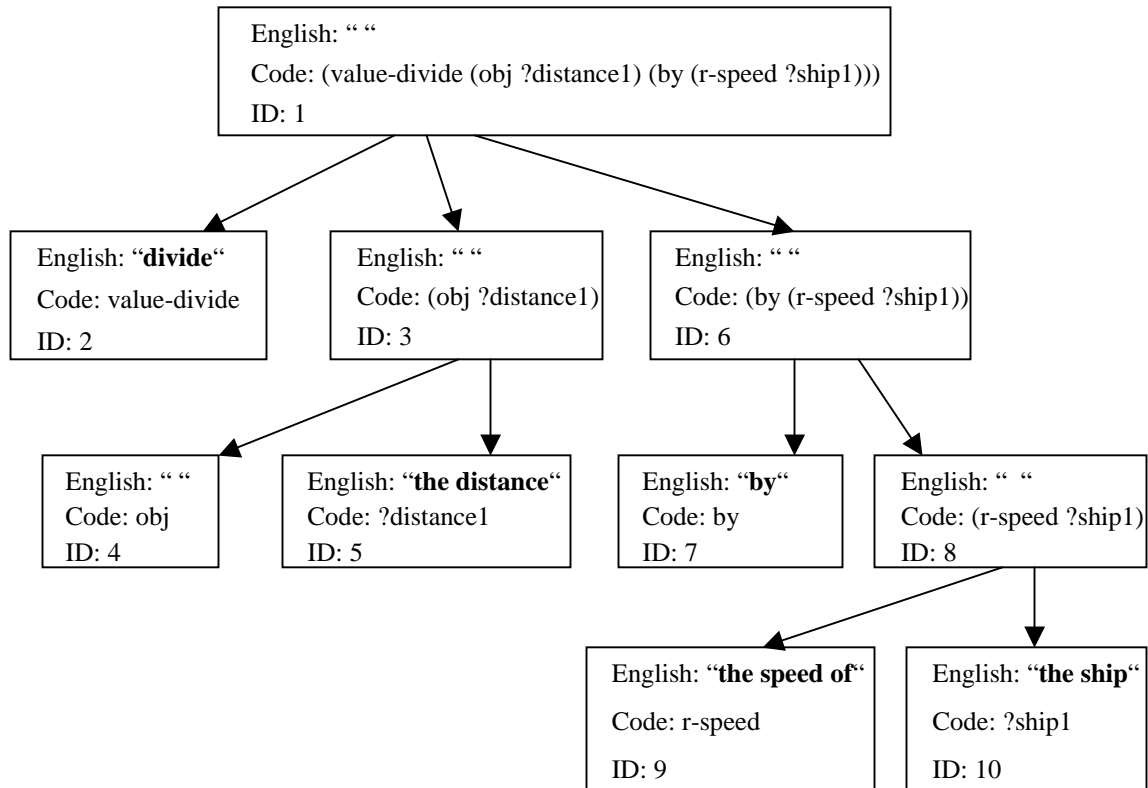 English: “ “
Code: (value-divide (obj ?distance1) (by (r-speed ?ship1)))
ID: 1
English: “divide“
Code: value-divide
ID: 2
English: “ “
Code: (obj ?distance1)
ID: 3
English: “ “
Code: (by (r-speed ?ship1))
ID: 6
English: “ “
Code: obj
ID: 4
English: “the distance“
Code: ?distance1
ID: 5
English: “by“
Code: by
ID: 7
English: “  “
Code: (r-speed ?ship1)
ID: 8
English: “the speed of“
Code: r-speed
ID: 9
English: “the ship“
Code: ?ship1
ID: 10